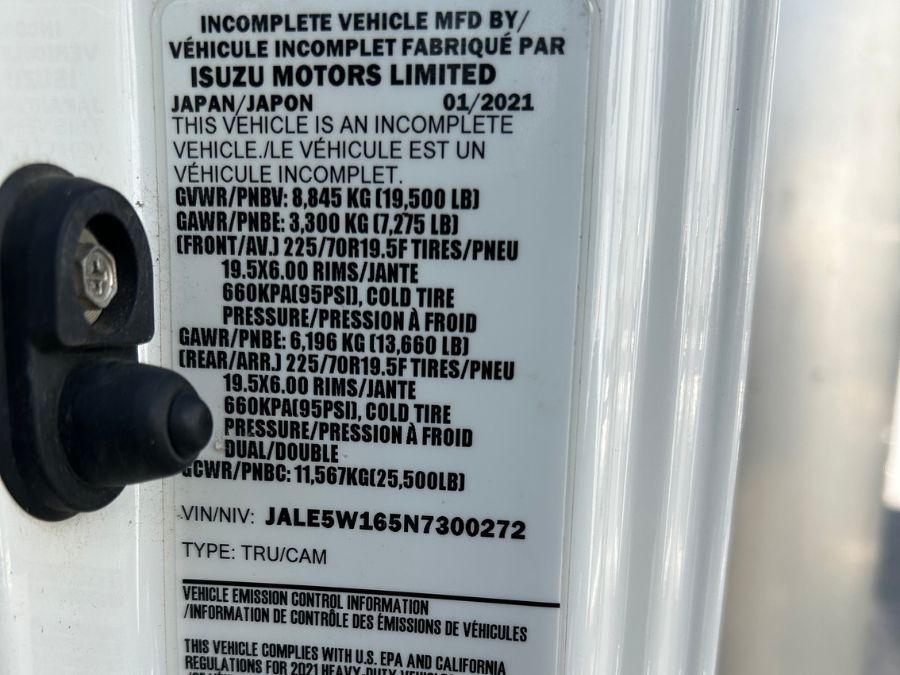 INCOMPLETE VEHICLE MFD BY/
VÉHICULE INCOMPLET FABRIQUÉ PAR
ISUZU MOTORS LIMITED
JAPAN/JAPON 01/2021
THIS VEHICLE IS AN INCOMPLETE
VEHICLE./LE VÉHICULE EST UN
VÉHICULE INCOMPLET.
GVWR/PNBV: 8,845 KG (19,500 LB)
GAWR/PNBE: 3,300 KG (7,275 LB)
(FRONT/AV.) 225/70R19.5F TIRES/PNEU
19.5X6.00 RIMS/JANTE
660KPA(95PSI), COLD TIRE
PRESSURE/PRESSION À FROID
GAWR/PNBE: 6,196 KG (13,660 LB)
(REAR/ARR.) 225/70R19.5F TIRES/PNEU
19.5X6.00 RIMS/JANTE
660KPA(95PSI), COLD TIRE
PRESSURE/PRESSION À FROID
DUAL/DOUBLE
GCWR/PNBC: 11,567KG(25,500LB)
VIN/NIV: JALE5W165N7300272
TYPE: TRU/CAM
VEHICLE EMISSION CONTROL INFORMATION
/INFORMATION DE CONTRÔLE DES ÉMISSIONS DE VÉHICULES
THIS VEHICLE COMPLIES WITH U.S. EPA AND CALIFORNIA
REGULATIONS FOR 2021 HEAVY-DUTY